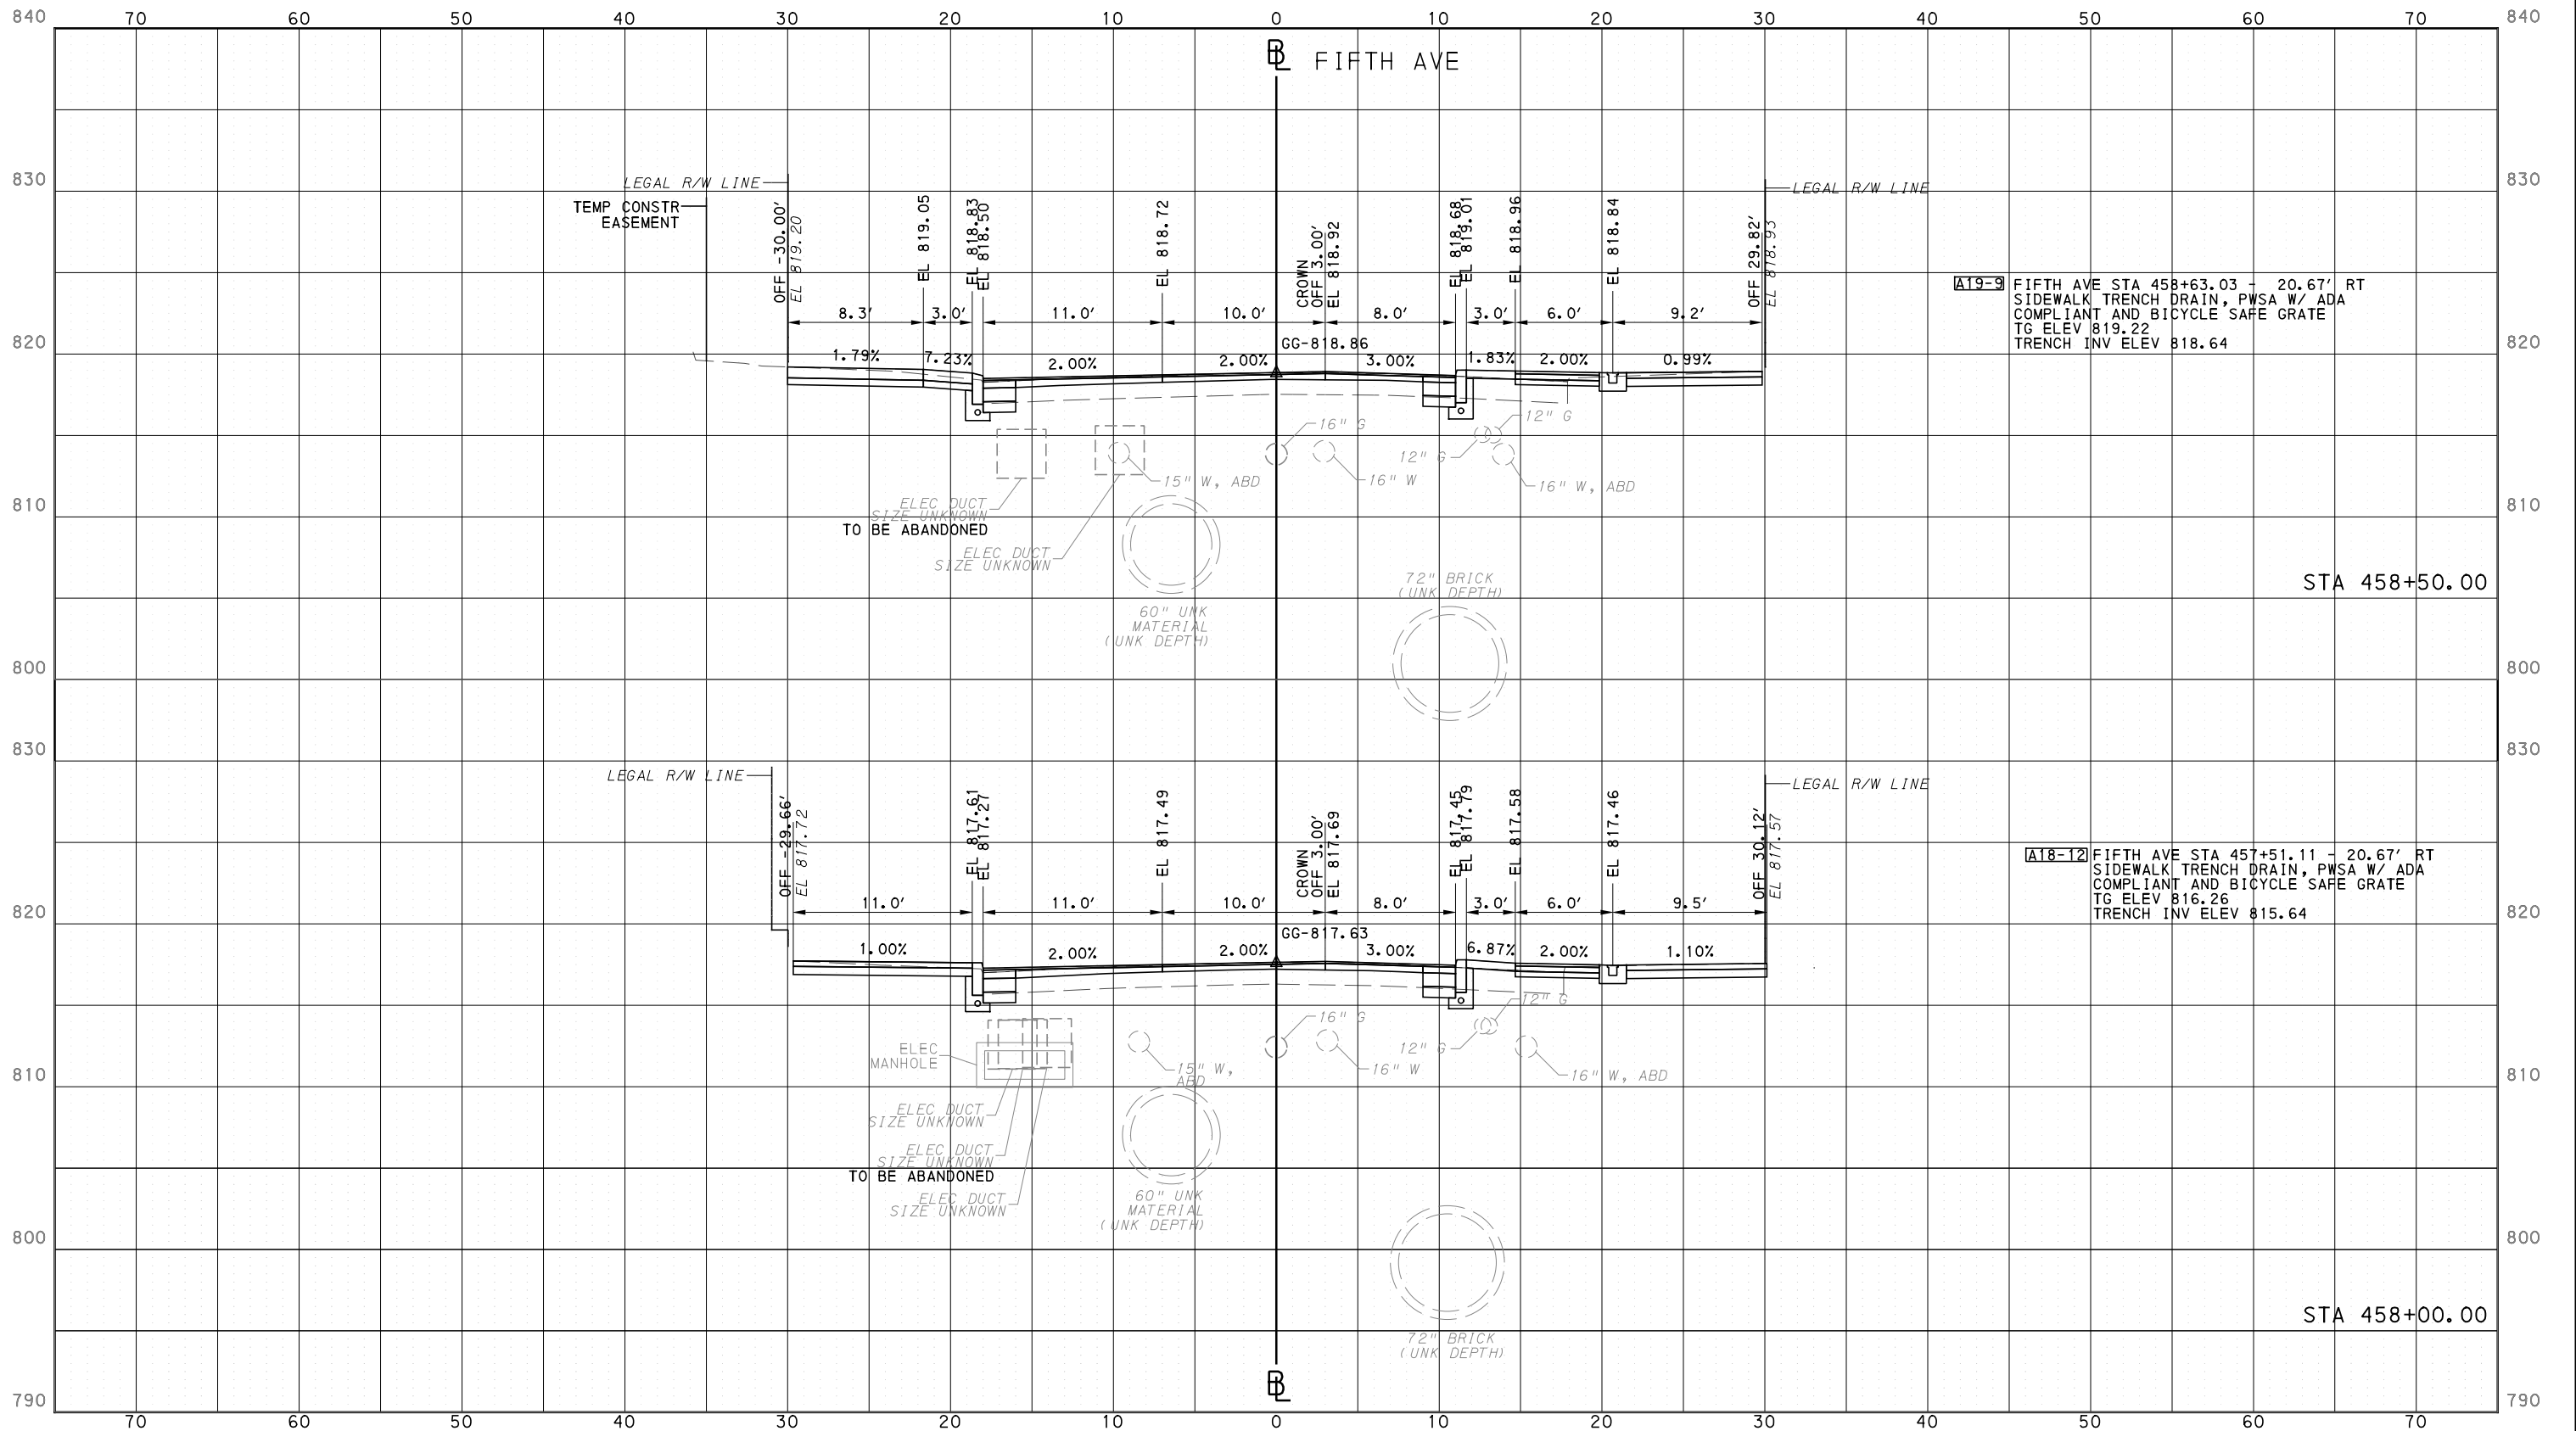 70 60 50 40 30 20 10 0 10 20 30 40 50 60 70
840 840
BL FIFTH AVE
830 830
LEGAL R/W LINE
LEGAL R/W LINE
TEMP CONSTR
EASEMENT
OFF -30.00'
EL 819.20
EL 819.05
EL 818.83
EL 818.50
EL 818.72
CROWN
OFF 3.00'
EL 818.92
EL 818.68
EL 819.01
EL 818.96
EL 818.84
OFF 29.82'
EL 818.93
A19-9 FIFTH AVE STA 458+63.03 - 20.67' RT
SIDEWALK TRENCH DRAIN, PWSA W/ ADA
COMPLIANT AND BICYCLE SAFE GRATE
TG ELEV 819.22
TRENCH INV ELEV 818.64
8.3' 3.0' 11.0' 10.0' 8.0' 3.0' 6.0' 9.2'
820 820
GG-818.86
1.79% 7.23% 2.00% 2.00% 3.00% 1.83% 2.00% 0.99%
12" G
16" G
12" G
15" W, ABD
16" W
16" W, ABD
810 810
ELEC DUCT
SIZE UNKNOWN
TO BE ABANDONED
ELEC DUCT
SIZE UNKNOWN
72" BRICK
(UNK DEPTH)
STA 458+50.00
60" UNK
MATERIAL
(UNK DEPTH)
800 800
830 830
LEGAL R/W LINE
LEGAL R/W LINE
OFF -29.66'
EL 817.72
EL 817.61
EL 817.27
EL 817.49
CROWN
OFF 3.00'
EL 817.69
EL 817.45
EL 817.79
EL 817.58
EL 817.46
OFF 30.12'
EL 817.57
A18-12 FIFTH AVE STA 457+51.11 - 20.67' RT
SIDEWALK TRENCH DRAIN, PWSA W/ ADA
COMPLIANT AND BICYCLE SAFE GRATE
TG ELEV 816.26
TRENCH INV ELEV 815.64
11.0' 11.0' 10.0' 8.0' 3.0' 6.0' 9.5'
820 820
GG-817.63
1.00% 2.00% 2.00% 3.00% 6.87% 2.00% 1.10%
12" G
16" G
12" G
ELEC
MANHOLE
15" W,
ABD
16" W
16" W, ABD
810 810
ELEC DUCT
SIZE UNKNOWN
ELEC DUCT
SIZE UNKNOWN
TO BE ABANDONED
ELEC DUCT
SIZE UNKNOWN
60" UNK
MATERIAL
(UNK DEPTH)
800 800
STA 458+00.00
72" BRICK
(UNK DEPTH)
BL
790 790
70 60 50 40 30 20 10 0 10 20 30 40 50 60 70